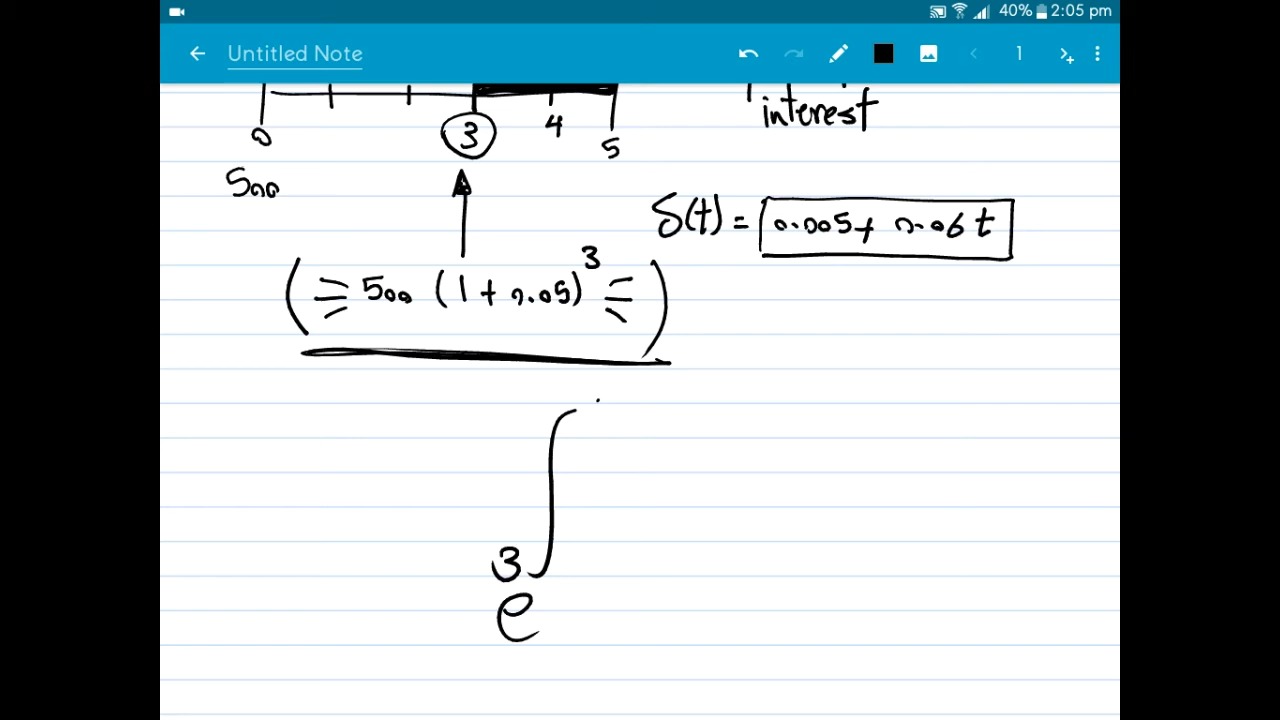 40% 2:05 pm
Untitled Note 1
interest
0 3 4 5
500
δ(t) = 0.005 + 0.06 t
( = 500 (1 + 0.05)^3 = )
∫
3
e